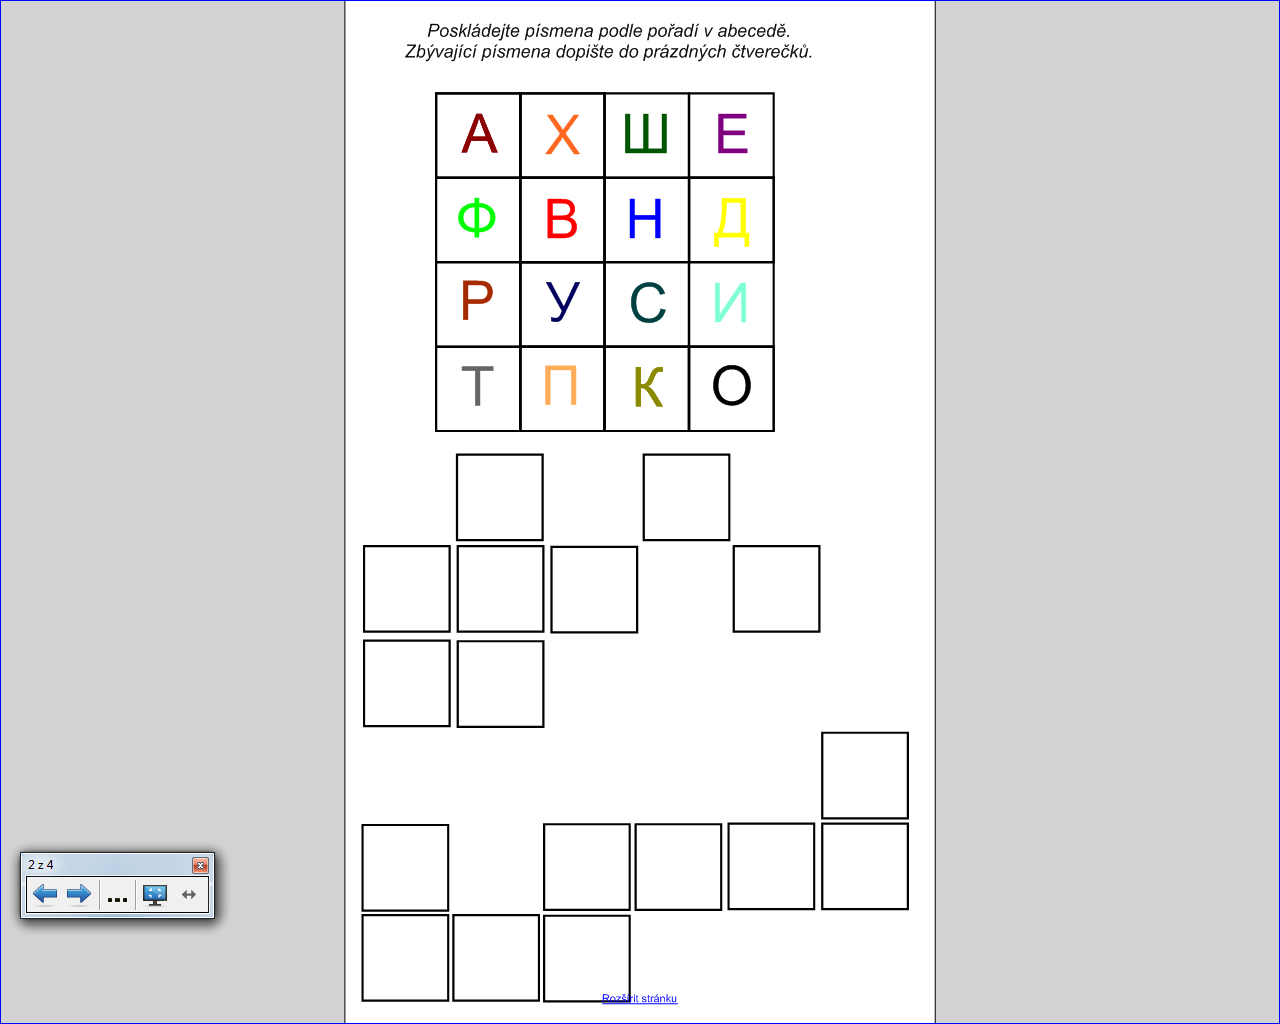 Poskládejte písmena podle pořadí v abecedě.
Zbývající písmena dopište do prázdných čtverečků.
А Х Ш Е
Ф В Н Д
Р У С И
Т П К О
2 z 4
Rozšířit stránku